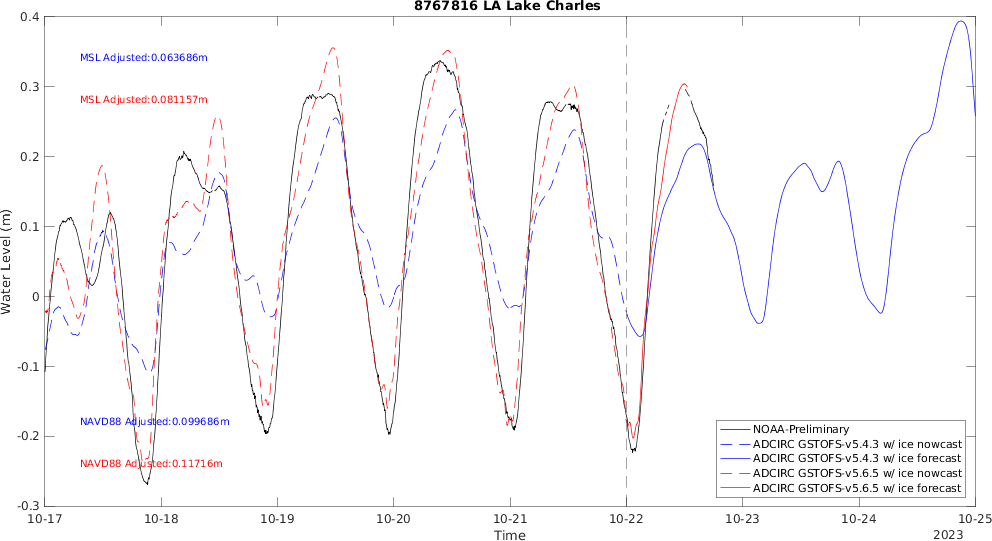 8767816 LA Lake Charles
0.4
0.3
0.2
0.1
0
-0.1
-0.2
-0.3
Water Level (m)
MSL Adjusted:0.063686m
MSL Adjusted:0.081157m
NAVD88 Adjusted:0.099686m
NAVD88 Adjusted:0.11716m
NOAA-Preliminary
ADCIRC GSTOFS-v5.4.3 w/ ice nowcast
ADCIRC GSTOFS-v5.4.3 w/ ice forecast
ADCIRC GSTOFS-v5.6.5 w/ ice nowcast
ADCIRC GSTOFS-v5.6.5 w/ ice forecast
10-17 10-18 10-19 10-20 10-21 10-22 10-23 10-24 10-25
Time
2023